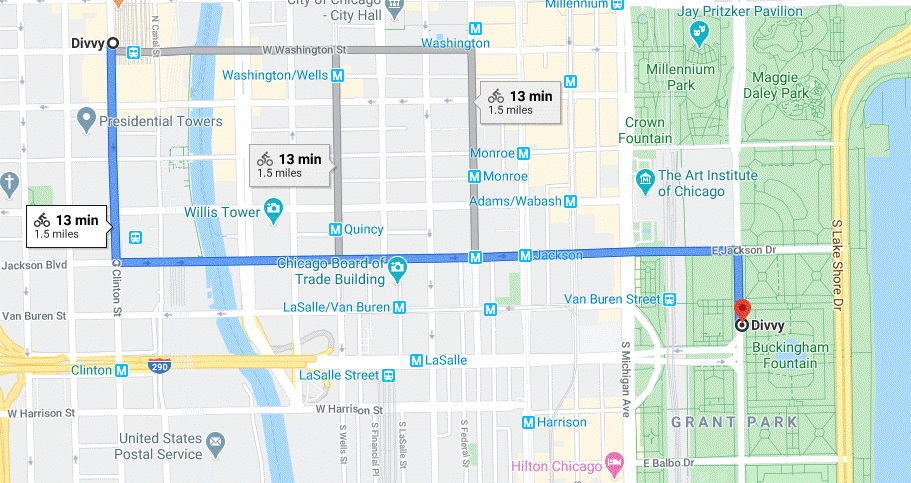 City of Chicago
- City Hall
Millennium
Jay Pritzker Pavilion
N Canal St
Divvy
W Washington St
Washington
Washington/Wells
Millennium
Park
Maggie
Daley Park
13 min
1.5 miles
Presidential Towers
Crown
Fountain
Monroe
13 min
1.5 miles
Monroe
The Art Institute
of Chicago
Adams/Wabash
Willis Tower
13 min
1.5 miles
Quincy
S Lake Shore Dr
E Jackson Dr
Jackson
Jackson Blvd
Chicago Board of
Trade Building
Clinton St
Van Buren Street
LaSalle/Van Buren
Van Buren St
Divvy
Buckingham
Fountain
290
Clinton
LaSalle
LaSalle Street
S Michigan Ave
W Harrison St
W Harrison St
Harrison
GRANT PARK
S Wells St
S Financial Pl
S LaSalle St
S Federal St
United States
Postal Service
Hilton Chicago
E Balbo Dr